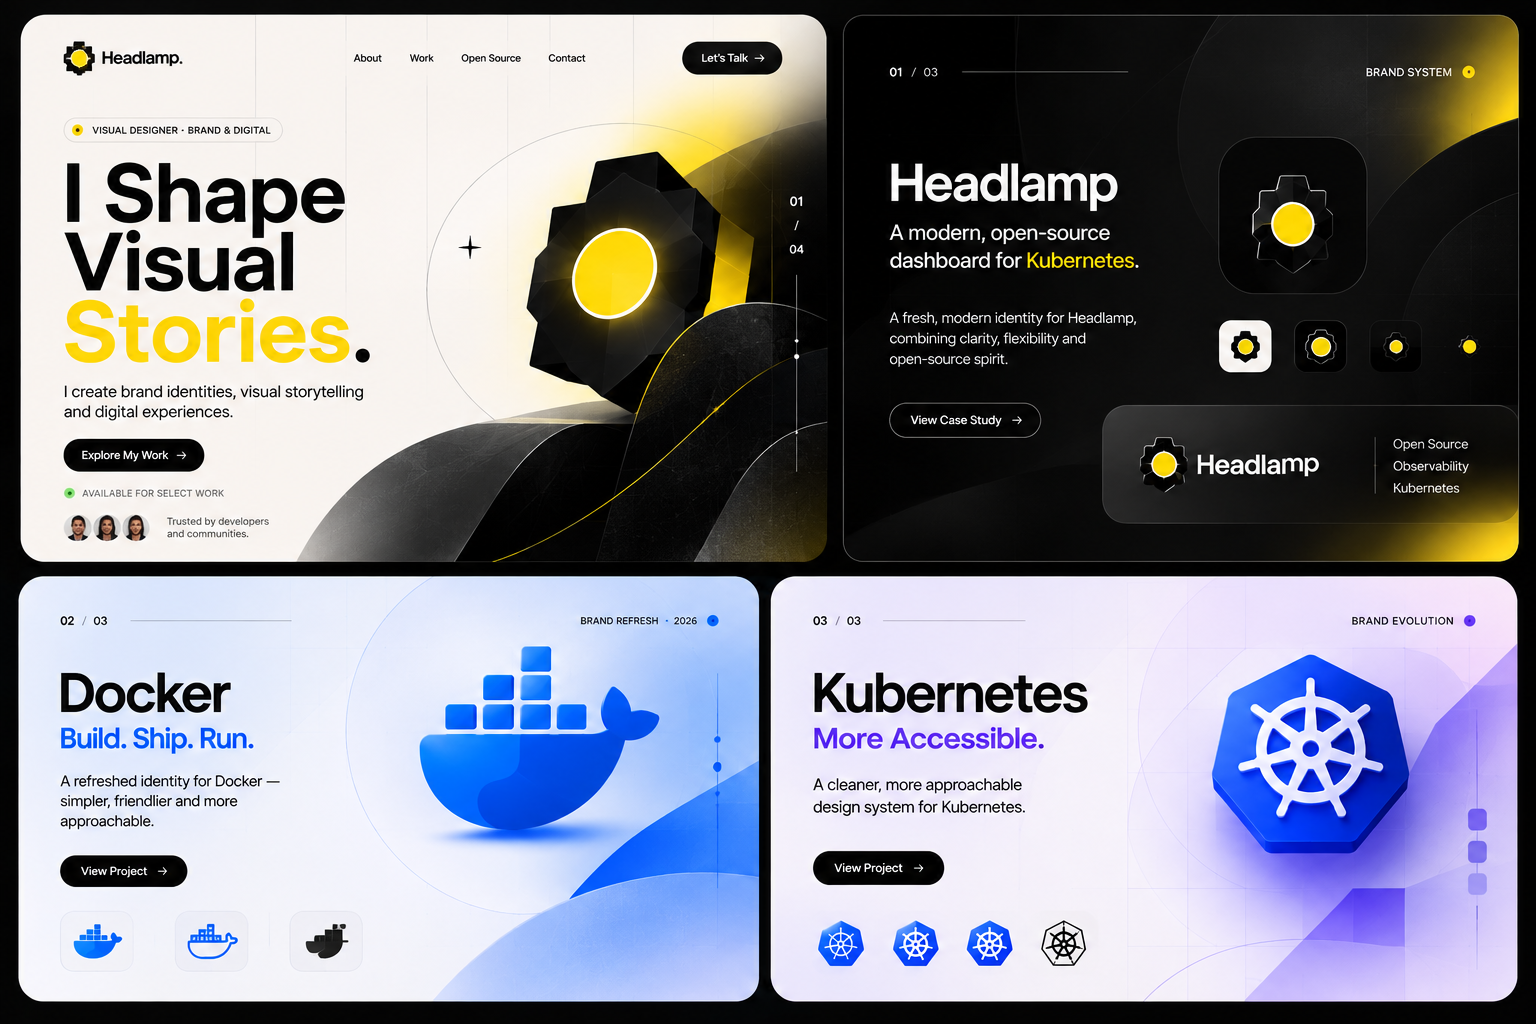 Headlamp.
About
Work
Open Source
Contact
Let's Talk →
VISUAL DESIGNER · BRAND & DIGITAL
I Shape
Visual
Stories.
I create brand identities, visual storytelling
and digital experiences.
Explore My Work →
AVAILABLE FOR SELECT WORK
Trusted by developers
and communities.
01
/
04
01 / 03
BRAND SYSTEM
Headlamp
A modern, open-source
dashboard for Kubernetes.
A fresh, modern identity for Headlamp,
combining clarity, flexibility and
open-source spirit.
View Case Study →
Headlamp
Open Source
Observability
Kubernetes
02 / 03
BRAND REFRESH · 2026
Docker
Build. Ship. Run.
A refreshed identity for Docker —
simpler, friendlier and more
approachable.
View Project →
03 / 03
BRAND EVOLUTION
Kubernetes
More Accessible.
A cleaner, more approachable
design system for Kubernetes.
View Project →